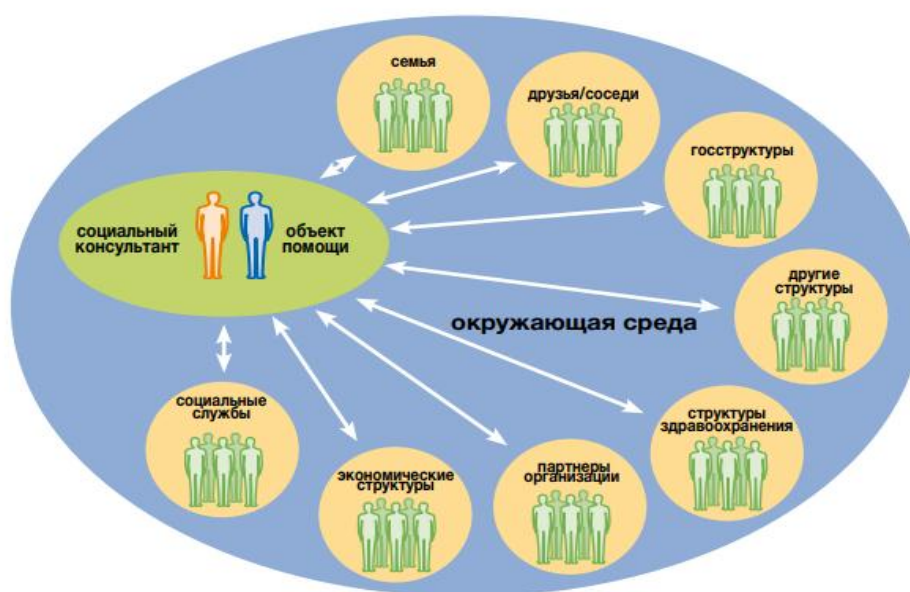 семья
друзья/соседи
госструктуры
социальный
консультант
объект
помощи
другие
структуры
окружающая среда
социальные
службы
экономические
структуры
партнеры
организации
структуры
здравоохранения